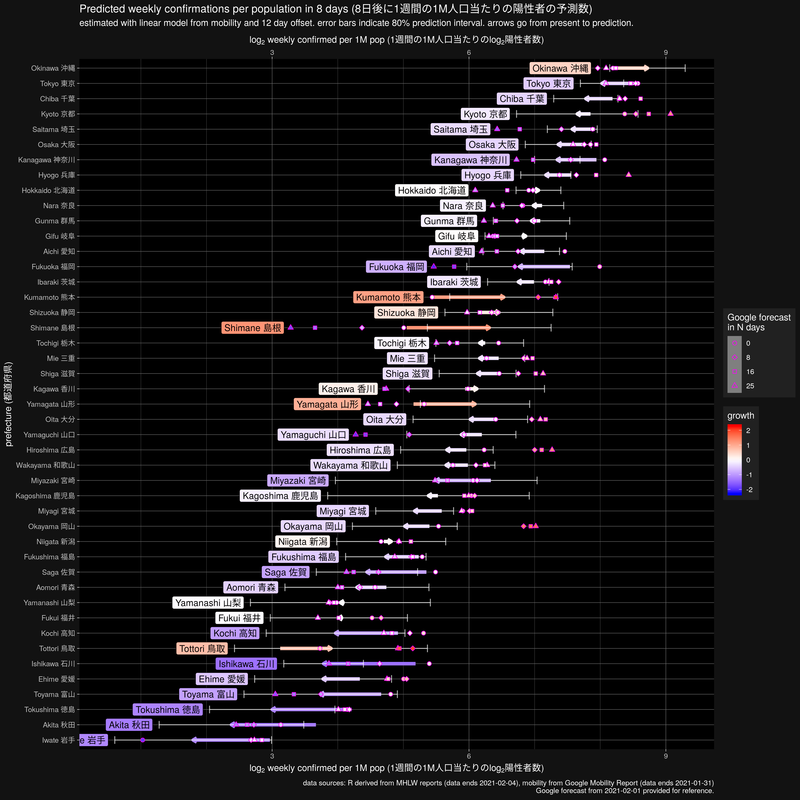 Predicted weekly confirmations per population in 8 days (8日後に1週間の1M人口当たりの陽性者の予測数)
estimated with linear model from mobility and 12 day offset. error bars indicate 80% prediction interval. arrows go from present to prediction.
log₂ weekly confirmed per 1M pop (1週間の1M人口当たりのlog₂陽性者数)
3 6 9
Okinawa 沖縄 Okinawa 沖縄
Tokyo 東京 Tokyo 東京
Chiba 千葉 Chiba 千葉
Kyoto 京都 Kyoto 京都
Saitama 埼玉 Saitama 埼玉
Osaka 大阪 Osaka 大阪
Kanagawa 神奈川 Kanagawa 神奈川
Hyogo 兵庫 Hyogo 兵庫
Hokkaido 北海道 Hokkaido 北海道
Nara 奈良 Nara 奈良
Gunma 群馬 Gunma 群馬
Gifu 岐阜 Gifu 岐阜
Aichi 愛知 Aichi 愛知
Fukuoka 福岡 Fukuoka 福岡
Ibaraki 茨城 Ibaraki 茨城
Kumamoto 熊本 Kumamoto 熊本
Shizuoka 静岡 Shizuoka 静岡
Shimane 島根 Shimane 島根
Tochigi 栃木 Tochigi 栃木
Mie 三重 Mie 三重
Shiga 滋賀 Shiga 滋賀
Kagawa 香川 Kagawa 香川
Yamagata 山形 Yamagata 山形
Oita 大分 Oita 大分
Yamaguchi 山口 Yamaguchi 山口
Hiroshima 広島 Hiroshima 広島
Wakayama 和歌山 Wakayama 和歌山
Miyazaki 宮崎 Miyazaki 宮崎
Kagoshima 鹿児島 Kagoshima 鹿児島
Miyagi 宮城 Miyagi 宮城
Okayama 岡山 Okayama 岡山
Niigata 新潟 Niigata 新潟
Fukushima 福島 Fukushima 福島
Saga 佐賀 Saga 佐賀
Aomori 青森 Aomori 青森
Yamanashi 山梨 Yamanashi 山梨
Fukui 福井 Fukui 福井
Kochi 高知 Kochi 高知
Tottori 鳥取 Tottori 鳥取
Ishikawa 石川 Ishikawa 石川
Ehime 愛媛 Ehime 愛媛
Toyama 富山 Toyama 富山
Tokushima 徳島 Tokushima 徳島
Akita 秋田 Akita 秋田
Iwate 岩手 e 岩手
3 6 9
log₂ weekly confirmed per 1M pop (1週間の1M人口当たりのlog₂陽性者数)
prefecture (都道府県)
Google forecast
in N days
0
8
16
25
growth
2
1
0
-1
-2
data sources: R derived from MHLW reports (data ends 2021-02-04), mobility from Google Mobility Report (data ends 2021-01-31)
Google forecast from 2021-02-01 provided for reference.